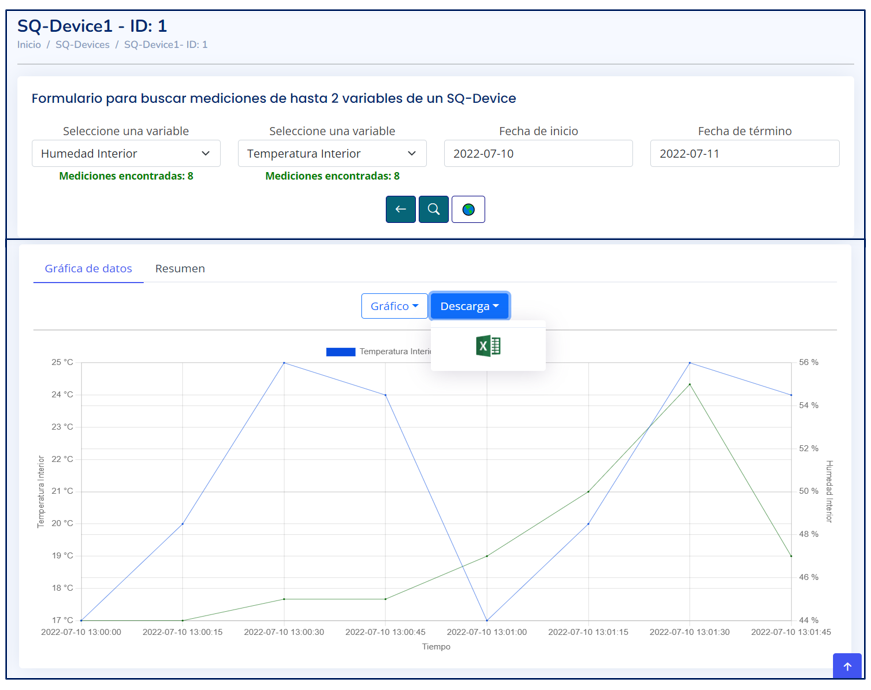 SQ-Device1 - ID: 1
Inicio / SQ-Devices / SQ-Device1- ID: 1
Formulario para buscar mediciones de hasta 2 variables de un SQ-Device
Seleccione una variable Seleccione una variable Fecha de inicio Fecha de término
Humedad Interior Temperatura Interior 2022-07-10 2022-07-11
Mediciones encontradas: 8 Mediciones encontradas: 8
Gráfica de datos Resumen
Gráfico Descarga
Temperatura
25 °C 56 %
24 °C 54 %
23 °C
22 °C 52 %
21 °C 50 %
20 °C 48 %
19 °C
18 °C 46 %
17 °C 44 %
Temperatura Interior
Humedad Interior
2022-07-10 13:00:00 2022-07-10 13:00:15 2022-07-10 13:00:30 2022-07-10 13:00:45 2022-07-10 13:01:00 2022-07-10 13:01:15 2022-07-10 13:01:30 2022-07-10 13:01:45
Tiempo